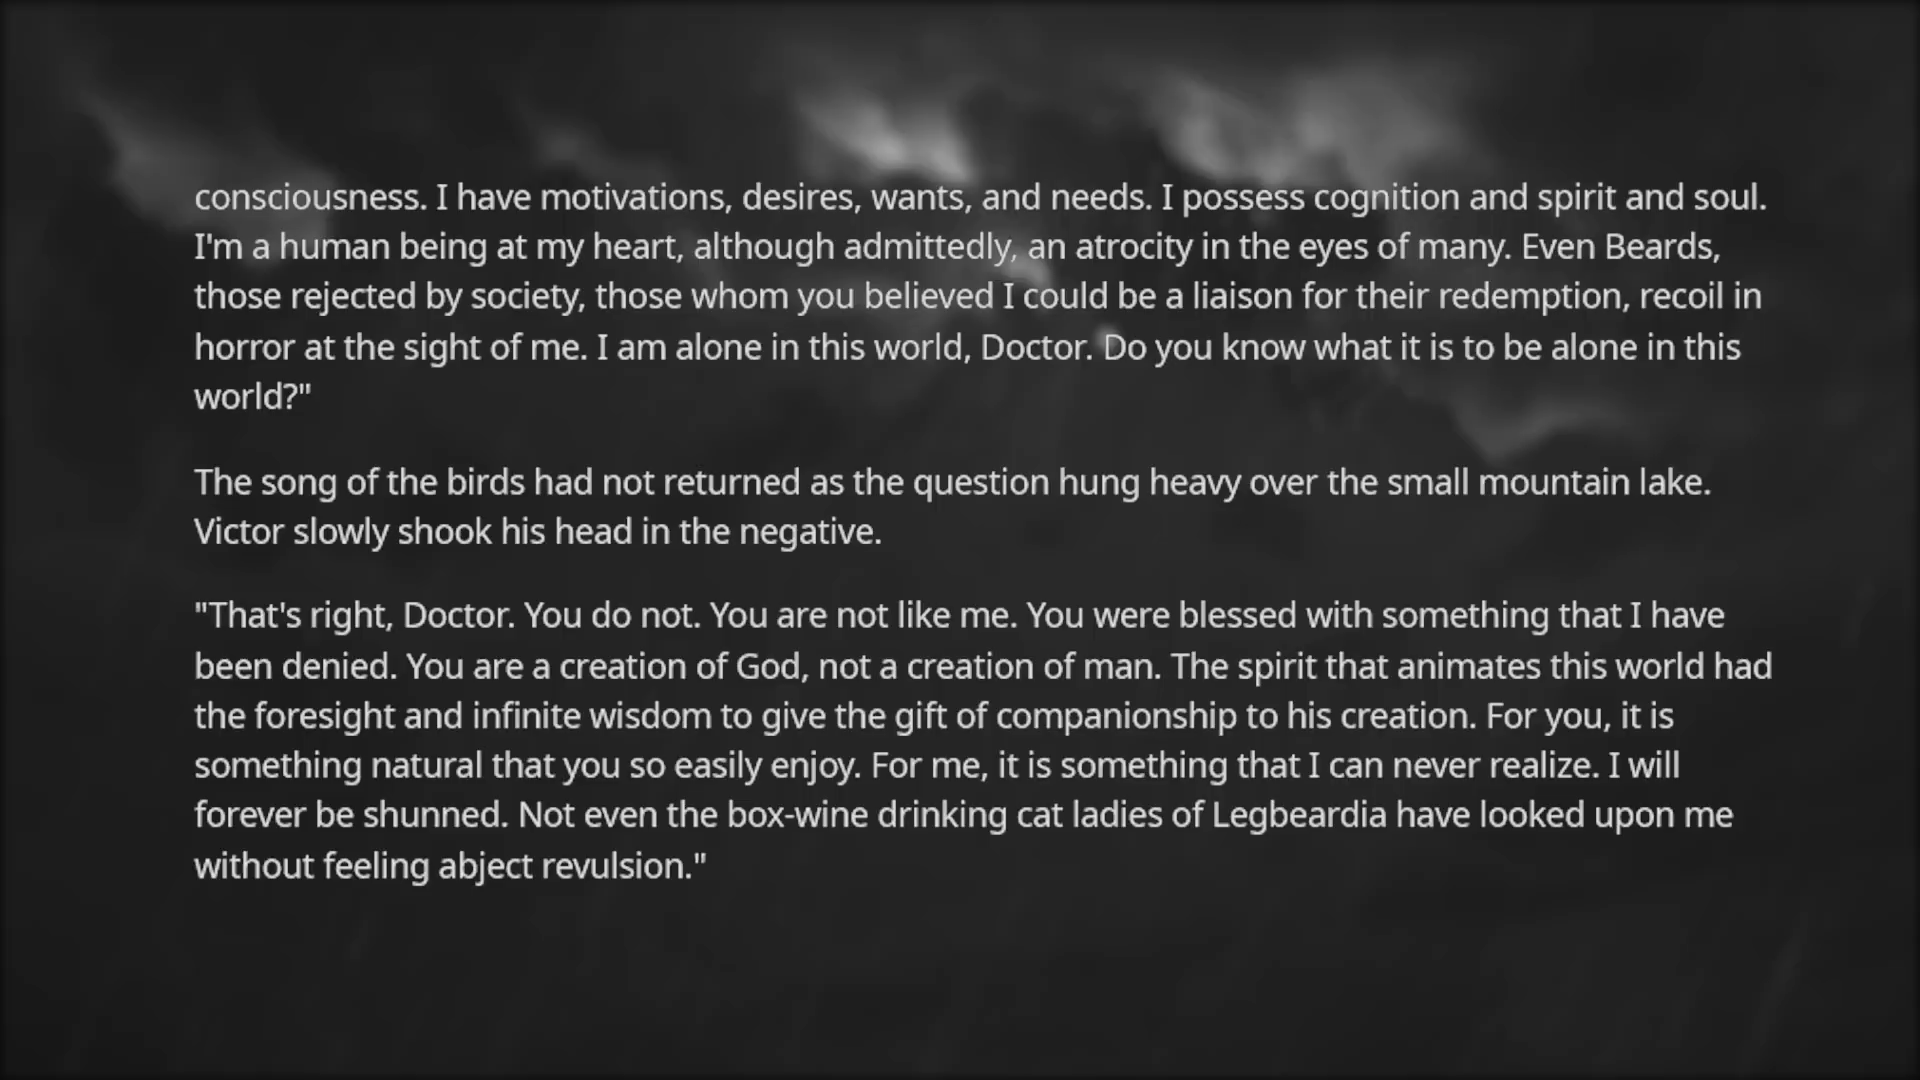 consciousness. I have motivations, desires, wants, and needs. I possess cognition and spirit and soul.
I'm a human being at my heart, although admittedly, an atrocity in the eyes of many. Even Beards,
those rejected by society, those whom you believed I could be a liaison for their redemption, recoil in
horror at the sight of me. I am alone in this world, Doctor. Do you know what it is to be alone in this
world?"
The song of the birds had not returned as the question hung heavy over the small mountain lake.
Victor slowly shook his head in the negative.
"That's right, Doctor. You do not. You are not like me. You were blessed with something that I have
been denied. You are a creation of God, not a creation of man. The spirit that animates this world had
the foresight and infinite wisdom to give the gift of companionship to his creation. For you, it is
something natural that you so easily enjoy. For me, it is something that I can never realize. I will
forever be shunned. Not even the box-wine drinking cat ladies of Legbeardia have looked upon me
without feeling abject revulsion."